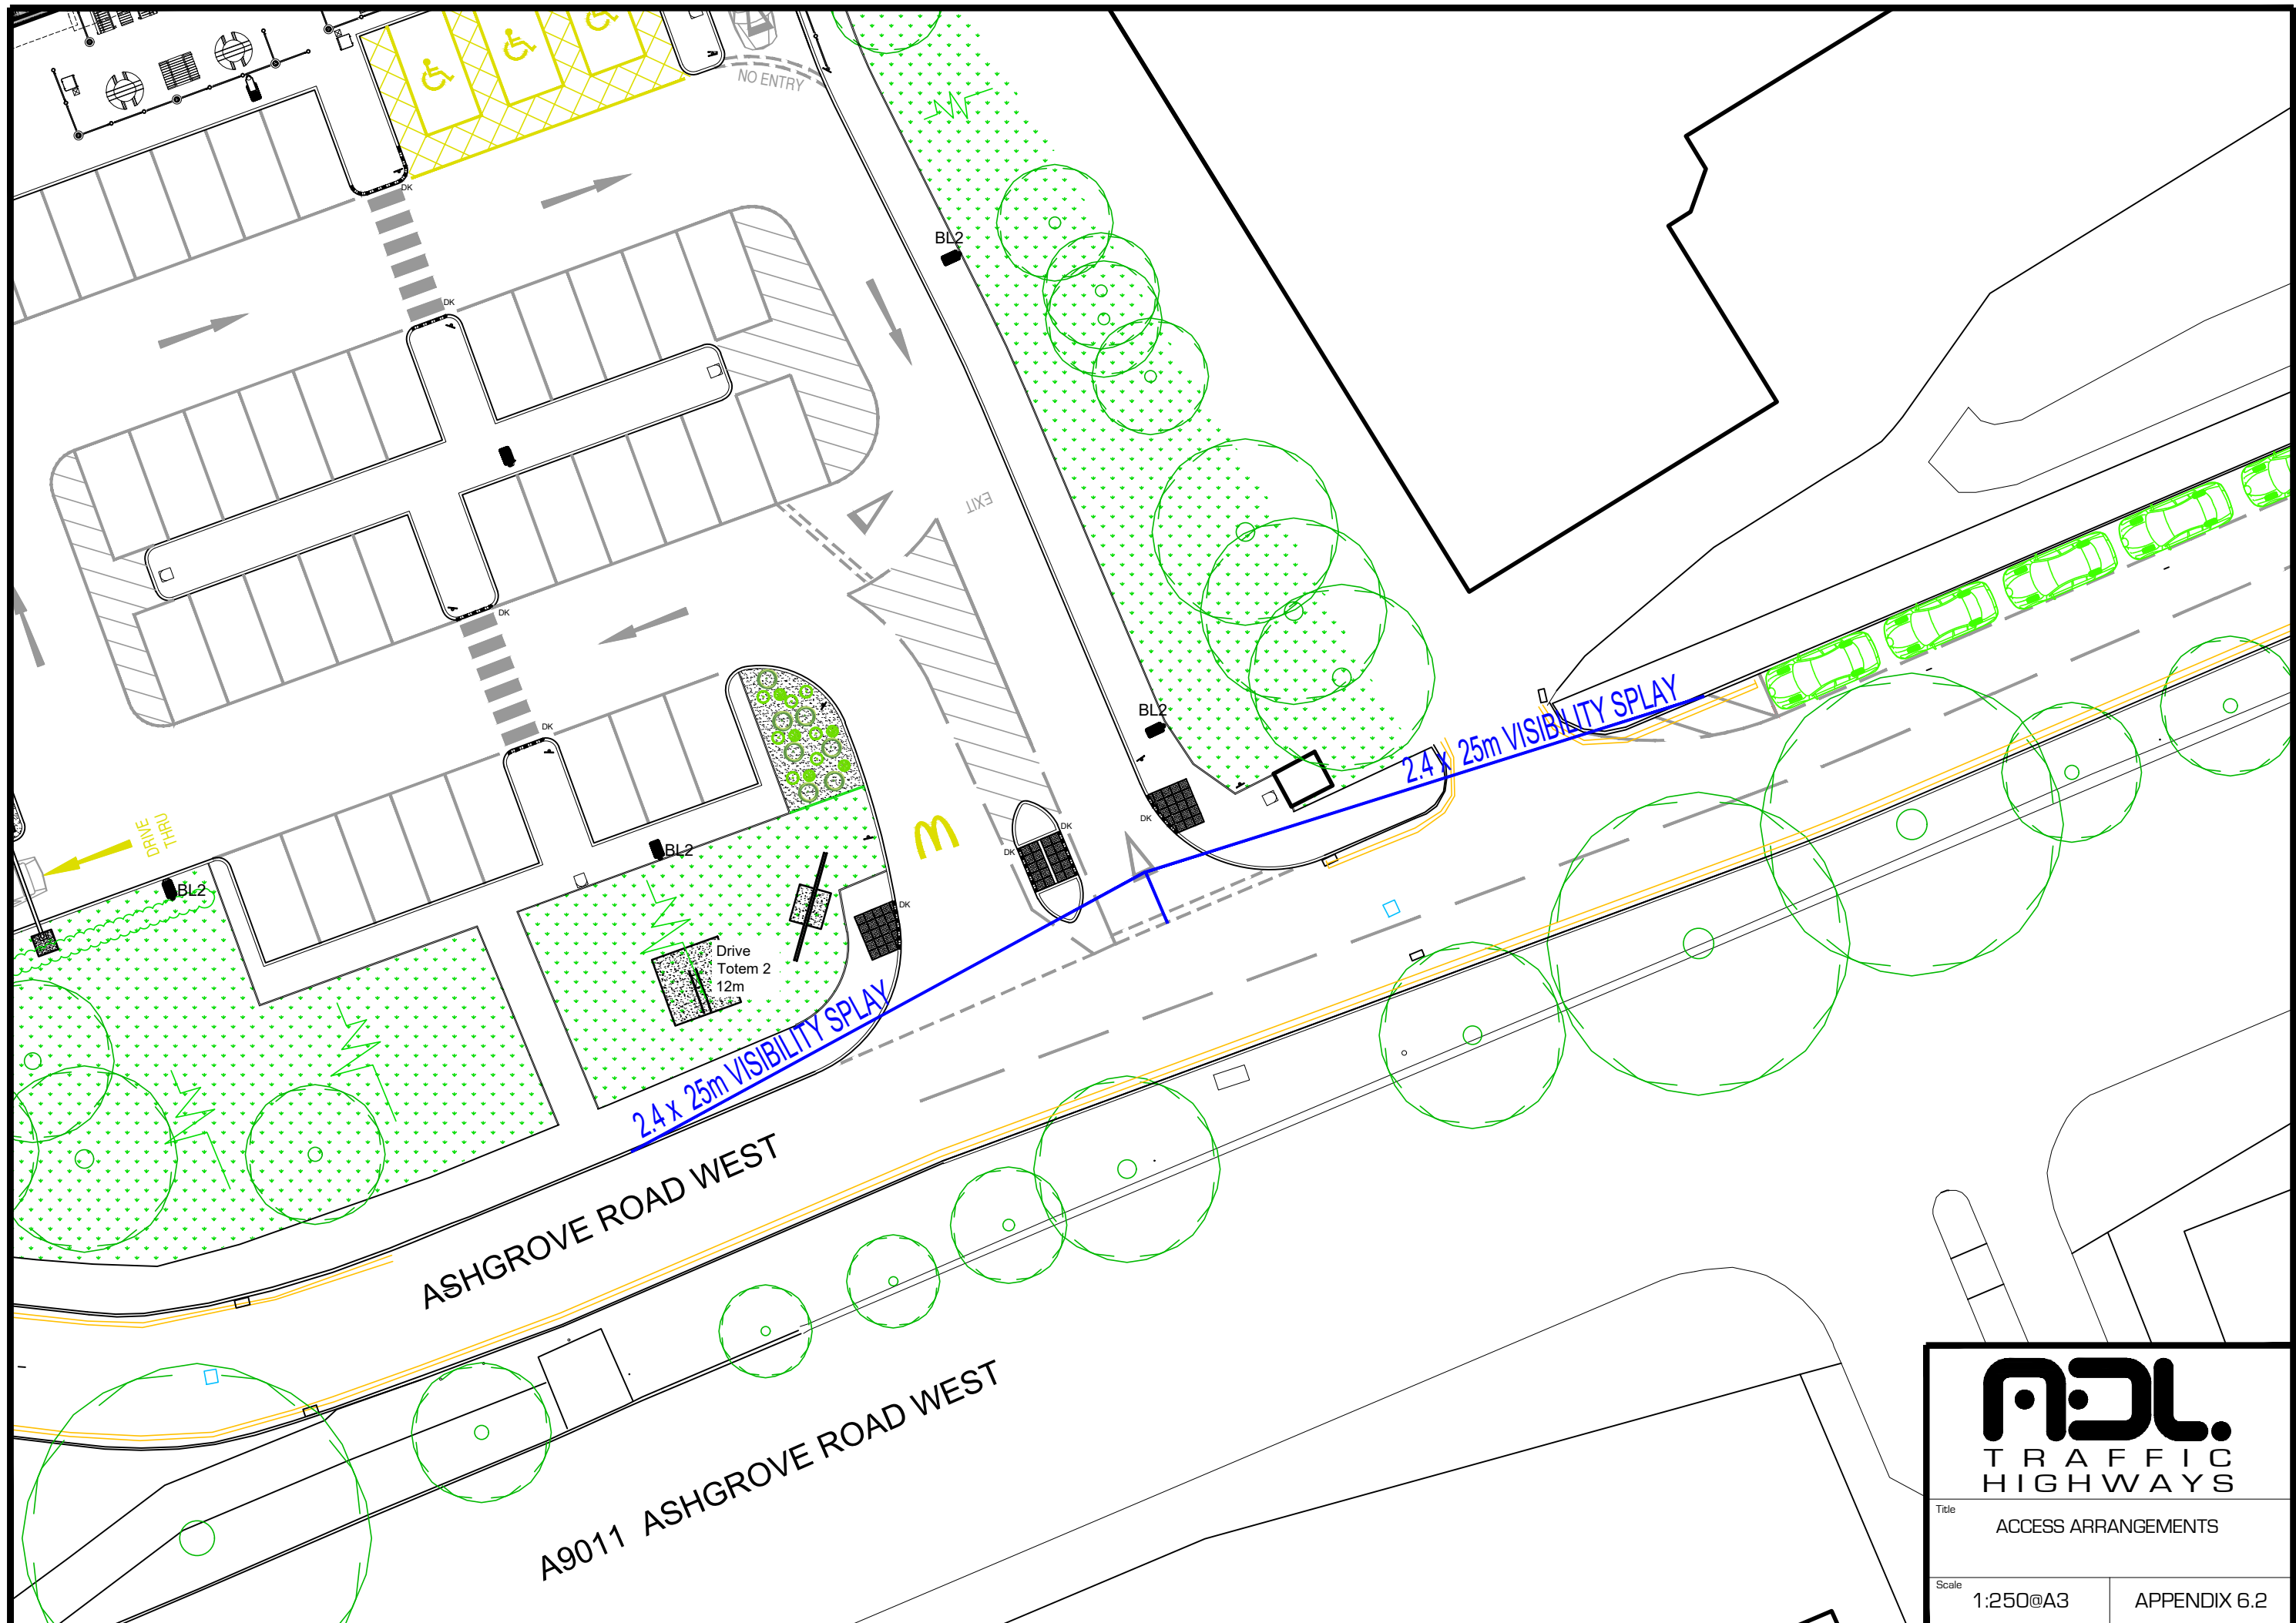 NO ENTRY
DK
BL2
DK
EXIT
DK
BL2
DK
DRIVE
THRU
BL2
BL2
DK
DK
DK
DK
2.4 x 25m VISIBILITY SPLAY
Drive
Totem 2
12m
2.4 x 25m VISIBILITY SPLAY
ASHGROVE ROAD WEST
A9011 ASHGROVE ROAD WEST
ADL.
TRAFFIC
HIGHWAYS
Title
ACCESS ARRANGEMENTS
Scale
1:250@A3
APPENDIX 6.2